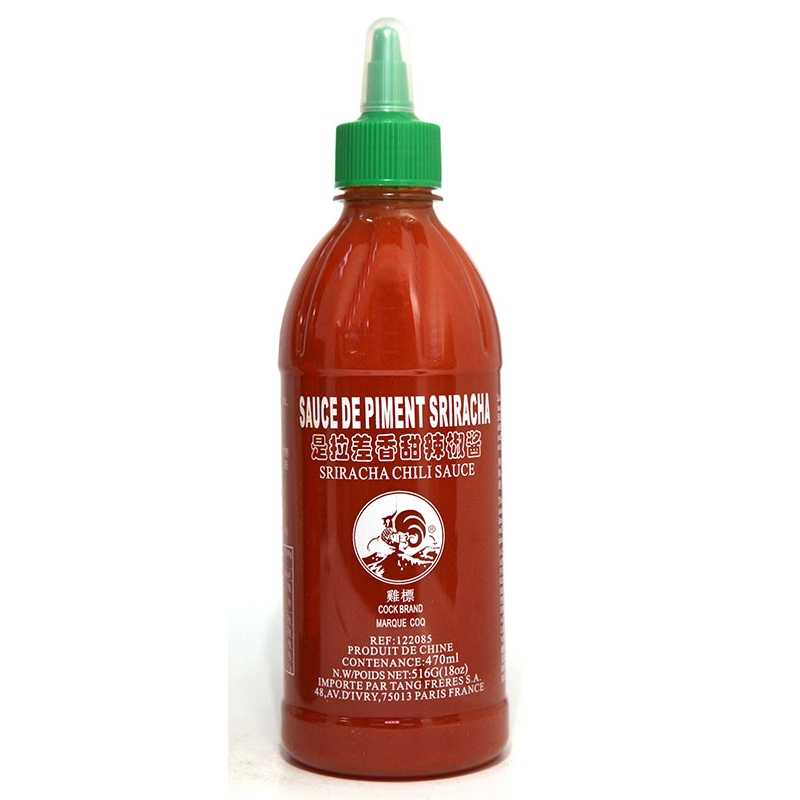 SAUCE DE PIMENT SRIRACHA
是拉差香甜辣椒醬
SRIRACHA CHILI SAUCE
®
雞標
COCK BRAND
MARQUE COQ
REF:122085
PRODUIT DE CHINE
CONTENANCE:470ml
N.W/POIDS NET:516G(18oz)
IMPORTE PAR TANG FRÈRES S.A.
48,AV.D'IVRY,75013 PARIS FRANCE